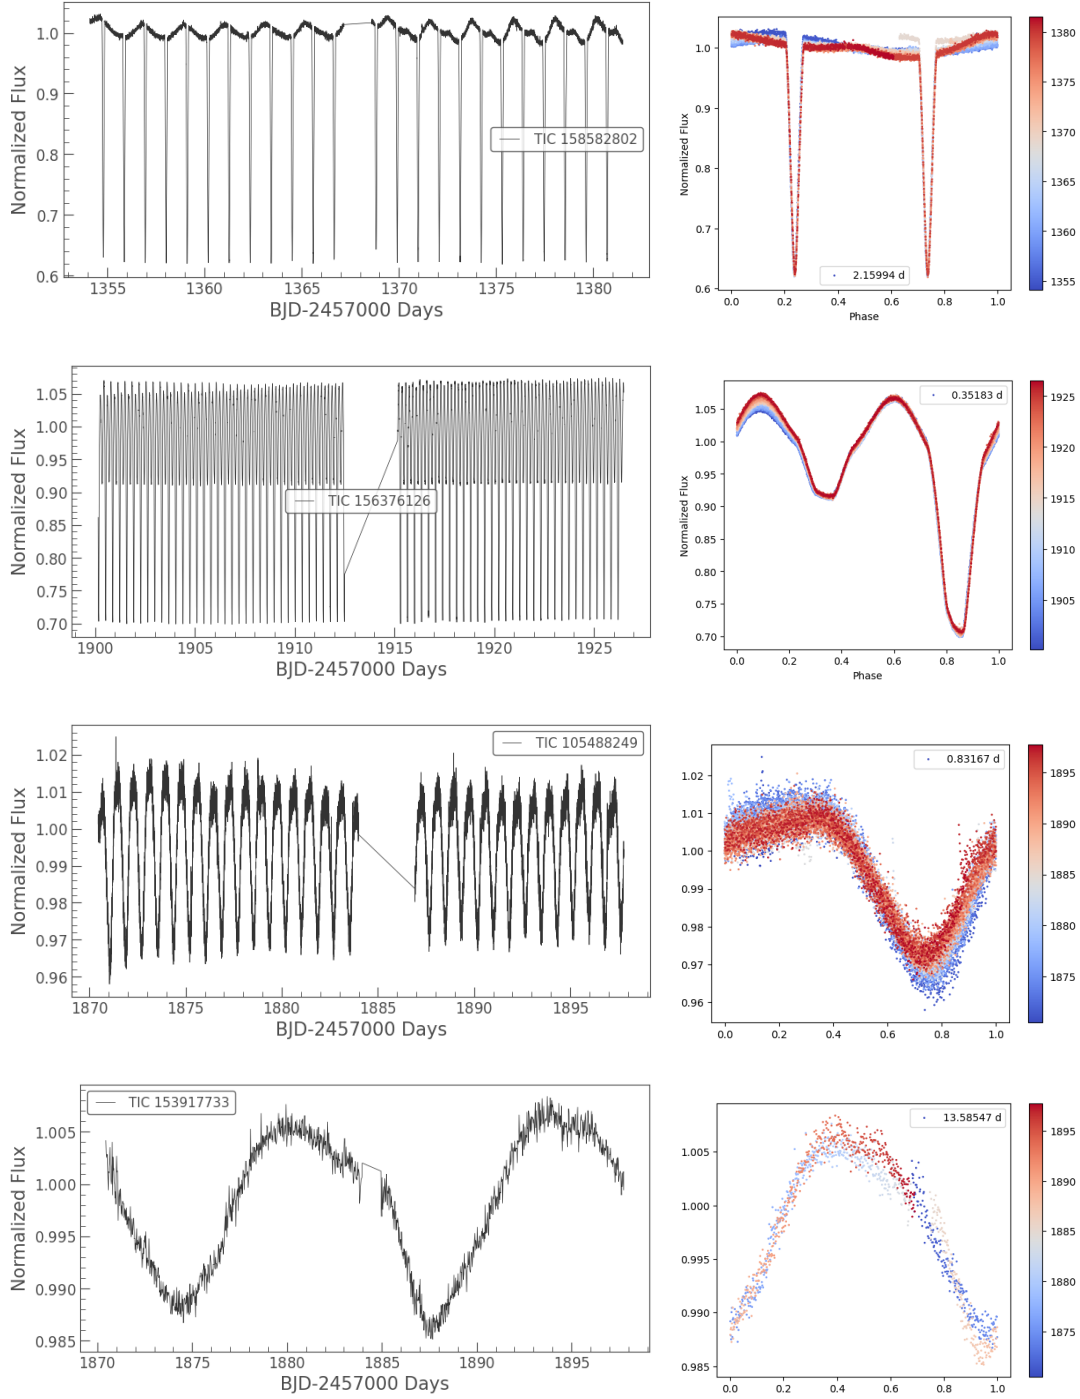 1.0
0.9
0.8
0.7
0.6
Normalized Flux
TIC 158582802
1355 1360 1365 1370 1375 1380
BJD-2457000 Days
1.0
0.9
0.8
0.7
0.6
Normalized Flux
2.15994 d
0.0 0.2 0.4 0.6 0.8 1.0
Phase
1380
1375
1370
1365
1360
1355
1.05
1.00
0.95
0.90
0.85
0.80
0.75
0.70
Normalized Flux
TIC 156376126
1900 1905 1910 1915 1920 1925
BJD-2457000 Days
1.05
1.00
0.95
0.90
0.85
0.80
0.75
0.70
Normalized Flux
0.35183 d
0.0 0.2 0.4 0.6 0.8 1.0
Phase
1925
1920
1915
1910
1905
1.02
1.01
1.00
0.99
0.98
0.97
0.96
Normalized Flux
TIC 105488249
1870 1875 1880 1885 1890 1895
BJD-2457000 Days
1.02
1.01
1.00
0.99
0.98
0.97
0.96
0.83167 d
0.0 0.2 0.4 0.6 0.8 1.0
1895
1890
1885
1880
1875
1.005
1.000
0.995
0.990
0.985
Normalized Flux
TIC 153917733
1870 1875 1880 1885 1890 1895
BJD-2457000 Days
1.005
1.000
0.995
0.990
0.985
13.58547 d
0.0 0.2 0.4 0.6 0.8 1.0
1895
1890
1885
1880
1875